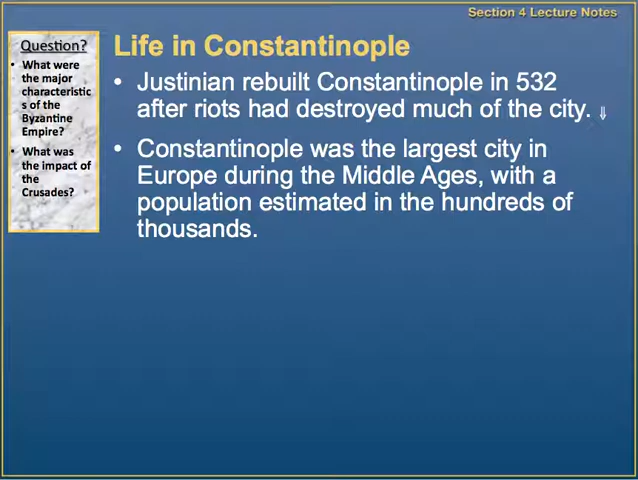 Section 4 Lecture Notes
Question?
• What were
the major
characteristic
s of the
Byzantine
Empire?
• What was
the impact of
the
Crusades?
Life in Constantinople
• Justinian rebuilt Constantinople in 532
after riots had destroyed much of the city. ⇓
• Constantinople was the largest city in
Europe during the Middle Ages, with a
population estimated in the hundreds of
thousands.